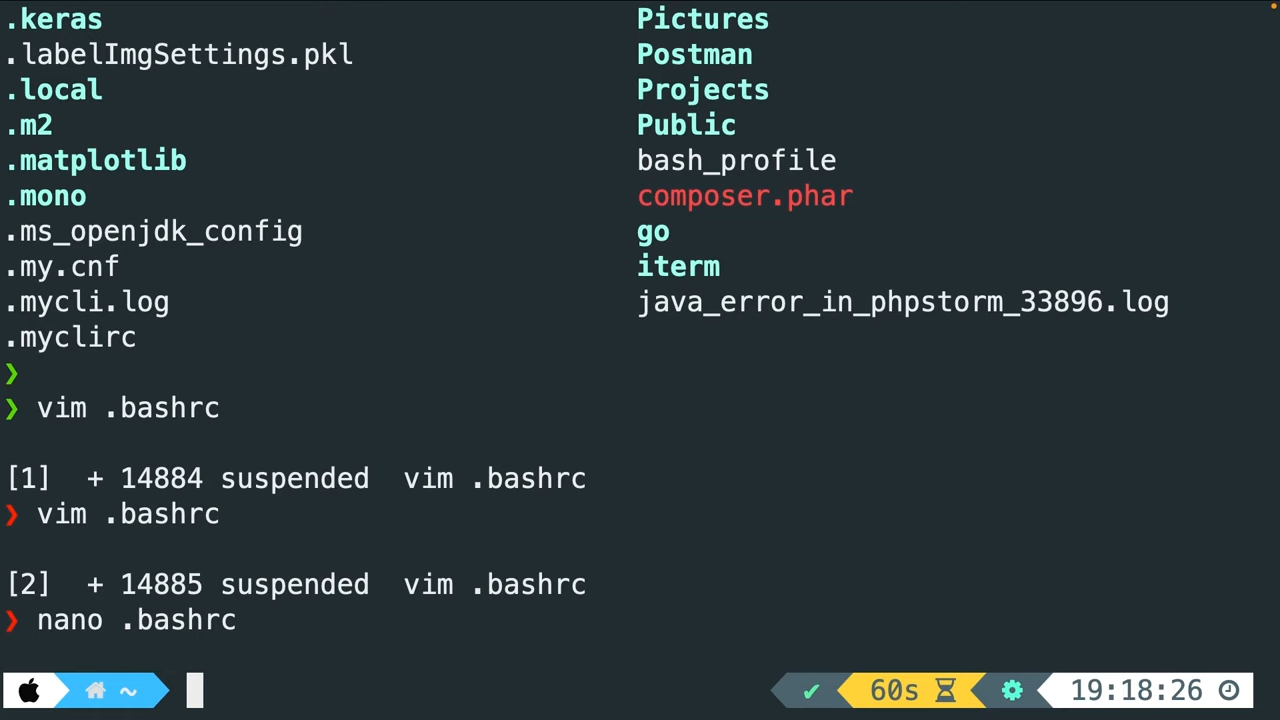 .keras Pictures
.labelImgSettings.pkl Postman
.local Projects
.m2 Public
.matplotlib bash_profile
.mono composer.phar
.ms_openjdk_config go
.my.cnf iterm
.mycli.log java_error_in_phpstorm_33896.log
.myclirc
❯
❯ vim .bashrc
[1] + 14884 suspended vim .bashrc
❯ vim .bashrc
[2] + 14885 suspended vim .bashrc
❯ nano .bashrc
~ ✔ 60s 19:18:26